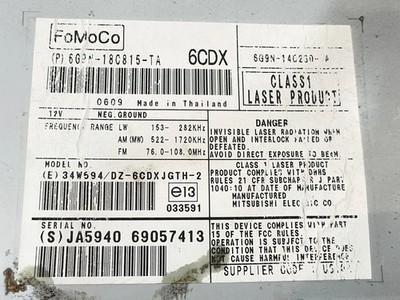 FoMoCo
(P) 6G9N-18C815-TA 6CDX
CLASS1
LASER PRODUCT
0609 Made in Thailand
12V NEG.GROUND
FREQUENCY RANGE LW 153- 282KHz
AM(MW) 522- 1720KHz
FM 76.0-108.0MHz
MODEL NO.
(E) 34W594/DZ-6CDXJGTH-2
e13
033591
DANGER
INVISIBLE LASER RADIATION WHEN
OPEN AND INTERLOCK FAILED OR
DEFEATED.
AVOID DIRECT EXPOSURE TO BEAM.
CLASS 1 LASER PRODUCT
PRODUCT COMPLIES WITH DHHS
RULES 21 CFR SUBCHAPTER J PART
1040:10 AT DATE OF MANUFACTURE
MANUFACTURED
MITSUBISHI ELECTRIC CO
SERIAL NO.
(S) JA5940 69057413
THIS DEVICE COMPLIES WITH PART
15 OF THE FCC RULES.
OPERATION IS SUBJECT TO THE
CONDITION THAT THIS DEVICE DOES
NOT CAUSE HARMFUL INTERFERENCE
SUPPLIER CODE